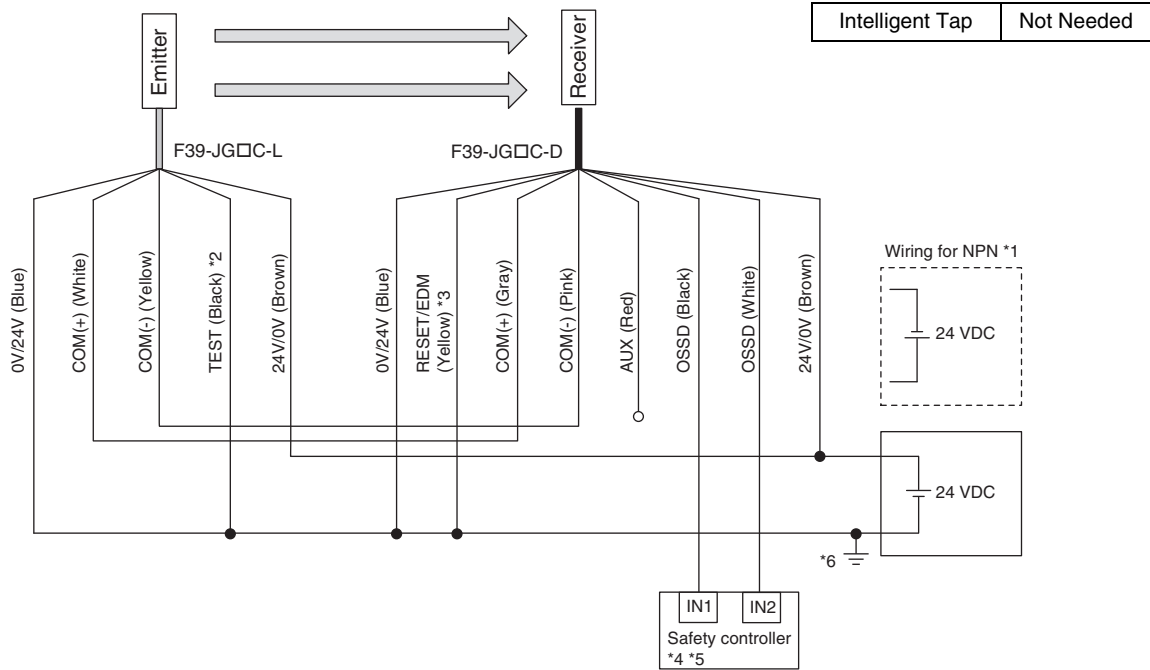 Intelligent Tap Not Needed
Emitter
Receiver
F39-JG□C-L
F39-JG□C-D
0V/24V (Blue)
COM(+) (White)
COM(-) (Yellow)
TEST (Black) *2
24V/0V (Brown)
0V/24V (Blue)
RESET/EDM
(Yellow) *3
COM(+) (Gray)
COM(-) (Pink)
AUX (Red)
OSSD (Black)
OSSD (White)
24V/0V (Brown)
Wiring for NPN *1
24 VDC
24 VDC
*6
IN1
IN2
Safety controller
*4 *5